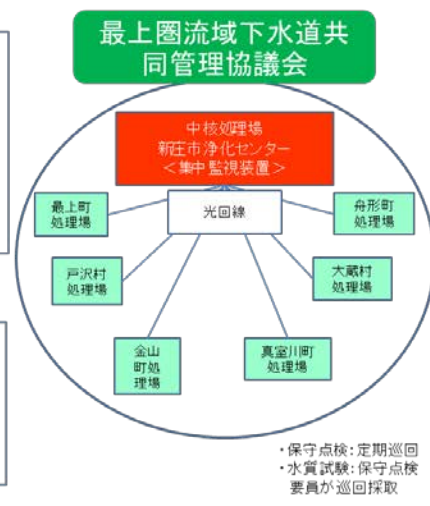 最上圏流域下水道共
同管理協議会
中核処理場
新庄市浄化センター
＜集中監視装置＞
光回線
最上町
処理場
舟形町
処理場
戸沢村
処理場
大蔵村
処理場
金山
町処
理場
真室川町
処理場
・保守点検：定期巡回
・水質試験：保守点検
要員が巡回採取